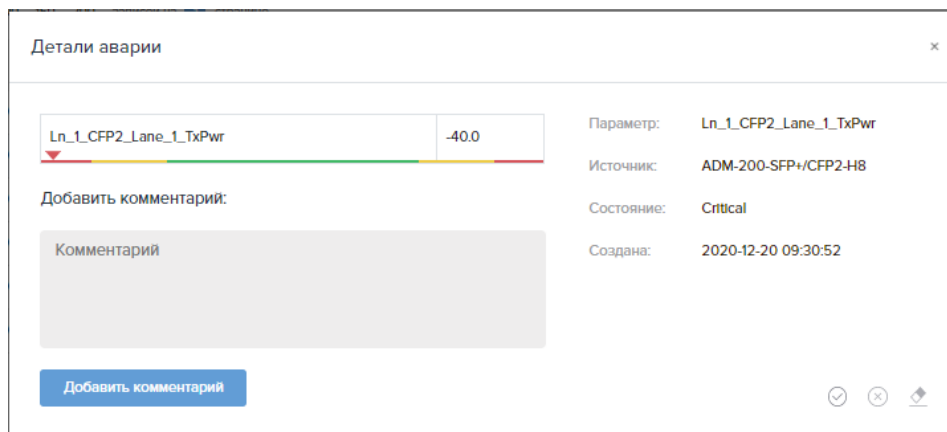 Детали аварии
×
Ln_1_CFP2_Lane_1_TxPwr -40.0
Добавить комментарий:
Комментарий
Добавить комментарий
Параметр: Ln_1_CFP2_Lane_1_TxPwr
Источник: ADM-200-SFP+/CFP2-H8
Состояние: Critical
Создана: 2020-12-20 09:30:52